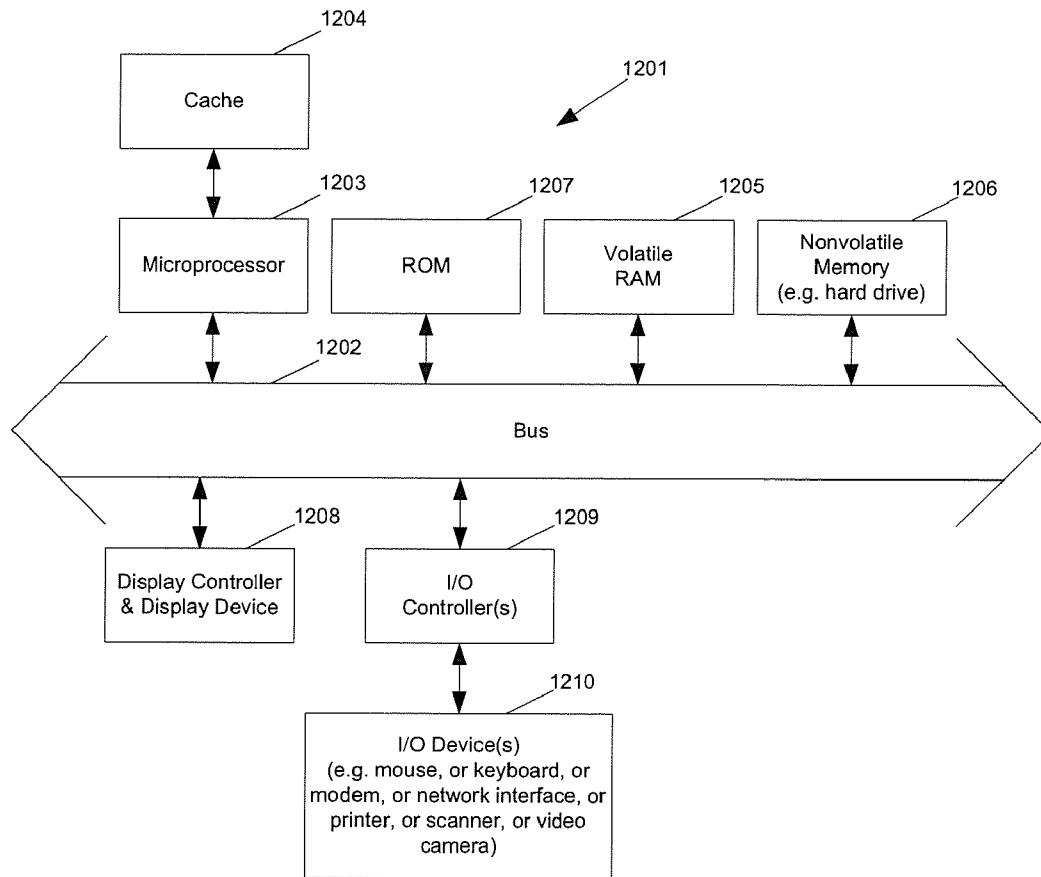 1204
Cache
1201
1203
1207
1205
1206
Microprocessor
ROM
Volatile
RAM
Nonvolatile
Memory
(e.g. hard drive)
1202
Bus
1208
1209
Display Controller
& Display Device
I/O
Controller(s)
1210
I/O Device(s)
(e.g. mouse, or keyboard, or
modem, or network interface, or
printer, or scanner, or video
camera)